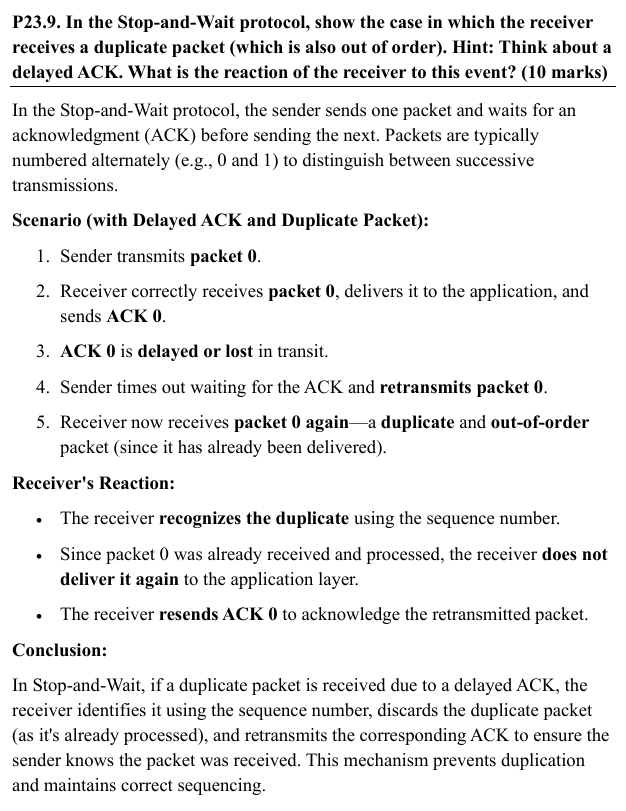 P23.9. In the Stop-and-Wait protocol, show the case in which the receiver
receives a duplicate packet (which is also out of order). Hint: Think about a
delayed ACK. What is the reaction of the receiver to this event? (10 marks)
In the Stop-and-Wait protocol, the sender sends one packet and waits for an
acknowledgment (ACK) before sending the next. Packets are typically
numbered alternately (e.g., 0 and 1) to distinguish between successive
transmissions.
Scenario (with Delayed ACK and Duplicate Packet):
1. Sender transmits packet 0.
2. Receiver correctly receives packet 0, delivers it to the application, and
sends ACK 0.
3. ACK 0 is delayed or lost in transit.
4. Sender times out waiting for the ACK and retransmits packet 0.
5. Receiver now receives packet 0 again—a duplicate and out-of-order
packet (since it has already been delivered).
Receiver's Reaction:
• The receiver recognizes the duplicate using the sequence number.
• Since packet 0 was already received and processed, the receiver does not
deliver it again to the application layer.
• The receiver resends ACK 0 to acknowledge the retransmitted packet.
Conclusion:
In Stop-and-Wait, if a duplicate packet is received due to a delayed ACK, the
receiver identifies it using the sequence number, discards the duplicate packet
(as it's already processed), and retransmits the corresponding ACK to ensure the
sender knows the packet was received. This mechanism prevents duplication
and maintains correct sequencing.